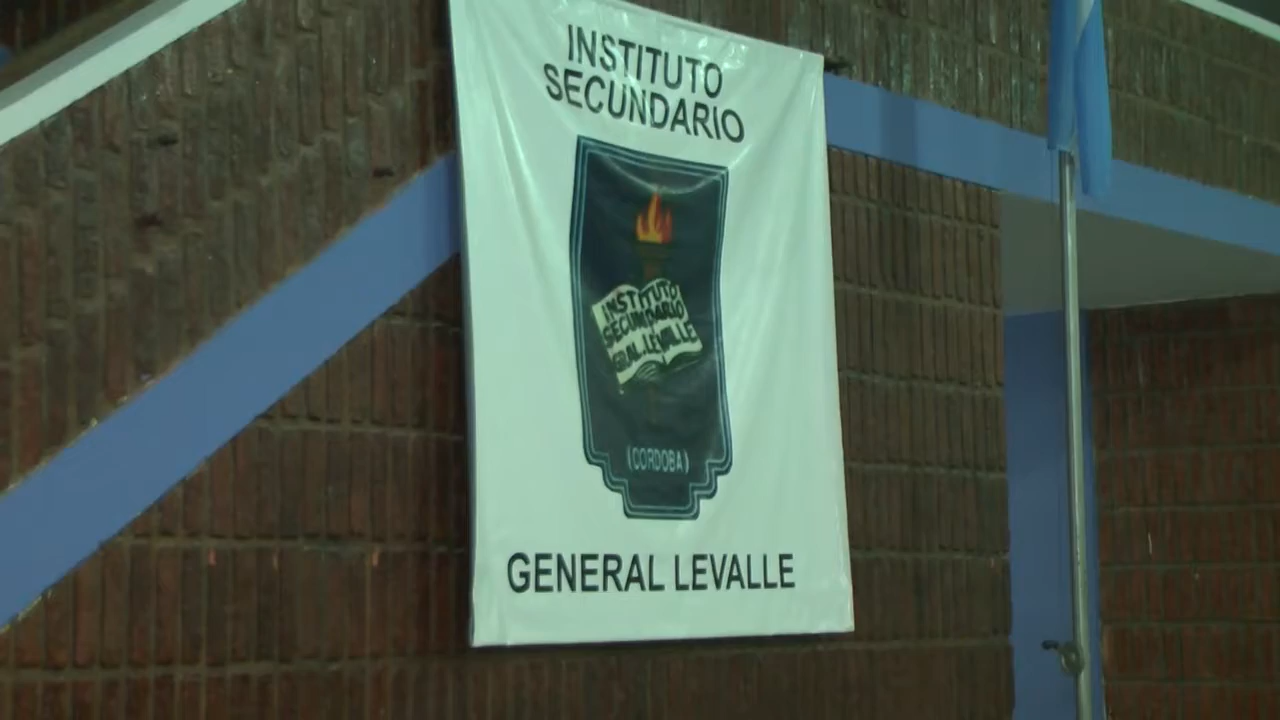 INSTITUTO
SECUNDARIO
INSTITUTO
SECUNDARIO
GRAL. LEVALLE
(CORDOBA)
GENERAL LEVALLE